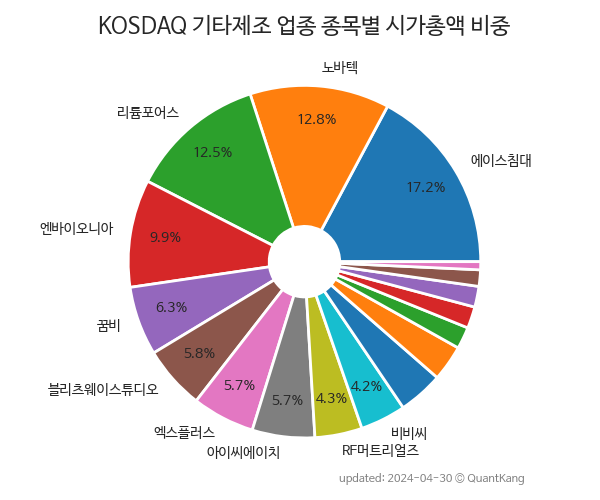 KOSDAQ 기타제조 업종 종목별 시가총액 비중
노바텍
12.8%
리튬포어스
12.5%
에이스침대
17.2%
엔바이오니아
9.9%
꿈비
6.3%
블리츠웨이스튜디오
5.8%
엑스플러스
5.7%
아이씨에이치
5.7%
RF머트리얼즈
4.3%
비비씨
4.2%
updated: 2024-04-30 © QuantKang